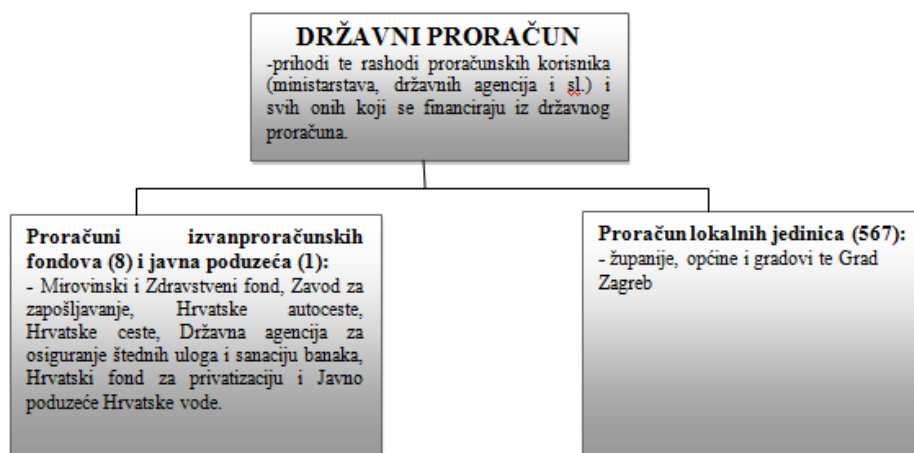 DRŽAVNI PRORAČUN
-prihodi te rashodi proračunskih korisnika
(ministarstava, državnih agencija i sl.) i
svih onih koji se financiraju iz državnog
proračuna.
Proračuni izvanproračunskih
fondova (8) i javna poduzeća (1):
- Mirovinski i Zdravstveni fond, Zavod za
zapošljavanje, Hrvatske autoceste,
Hrvatske ceste, Državna agencija za
osiguranje štednih uloga i sanaciju banaka,
Hrvatski fond za privatizaciju i Javno
poduzeće Hrvatske vode.
Proračun lokalnih jedinica (567):
- županije, općine i gradovi te Grad
Zagreb